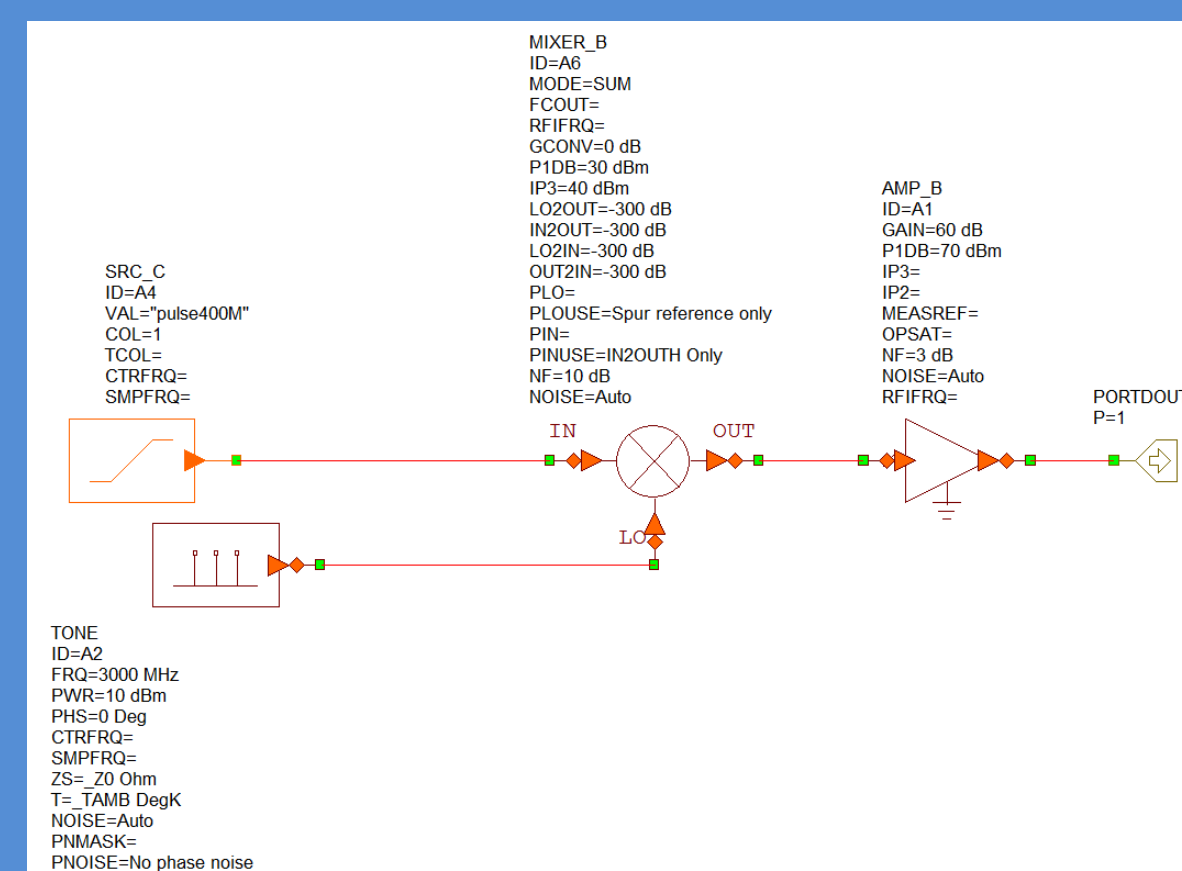 MIXER_B
ID=A6
MODE=SUM
FCOUT=
RFIFRQ=
GCONV=0 dB
P1DB=30 dBm
IP3=40 dBm
LO2OUT=-300 dB
IN2OUT=-300 dB
LO2IN=-300 dB
OUT2IN=-300 dB
PLO=
PLOUSE=Spur reference only
PIN=
PINUSE=IN2OUTH Only
NF=10 dB
NOISE=Auto
AMP_B
ID=A1
GAIN=60 dB
P1DB=70 dBm
IP3=
IP2=
MEASREF=
OPSAT=
NF=3 dB
NOISE=Auto
RFIFRQ=
SRC_C
ID=A4
VAL="pulse400M"
COL=1
TCOL=
CTRFRQ=
SMPFRQ=
PORTDOUT
P=1
IN
OUT
LO
TONE
ID=A2
FRQ=3000 MHz
PWR=10 dBm
PHS=0 Deg
CTRFRQ=
SMPFRQ=
ZS=_Z0 Ohm
T=_TAMB DegK
NOISE=Auto
PNMASK=
PNOISE=No phase noise